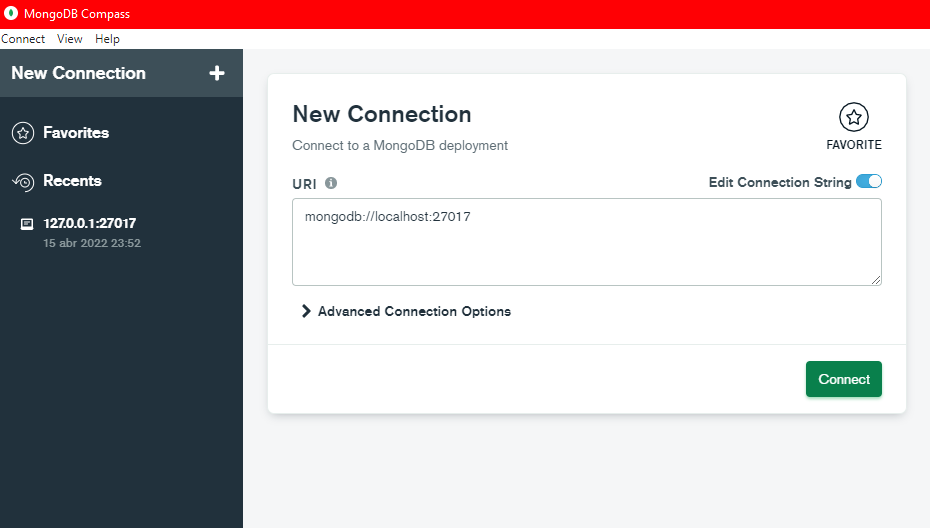 MongoDB Compass
Connect View Help
New Connection
Favorites
Recents
127.0.0.1:27017
15 abr 2022 23:52
New Connection
Connect to a MongoDB deployment
FAVORITE
URI
Edit Connection String
mongodb://localhost:27017
Advanced Connection Options
Connect